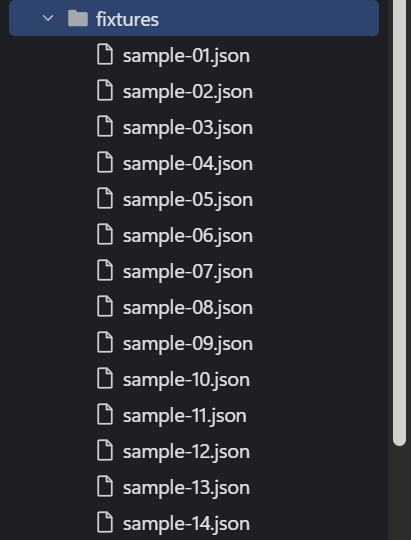 fixtures
sample-01.json
sample-02.json
sample-03.json
sample-04.json
sample-05.json
sample-06.json
sample-07.json
sample-08.json
sample-09.json
sample-10.json
sample-11.json
sample-12.json
sample-13.json
sample-14.json